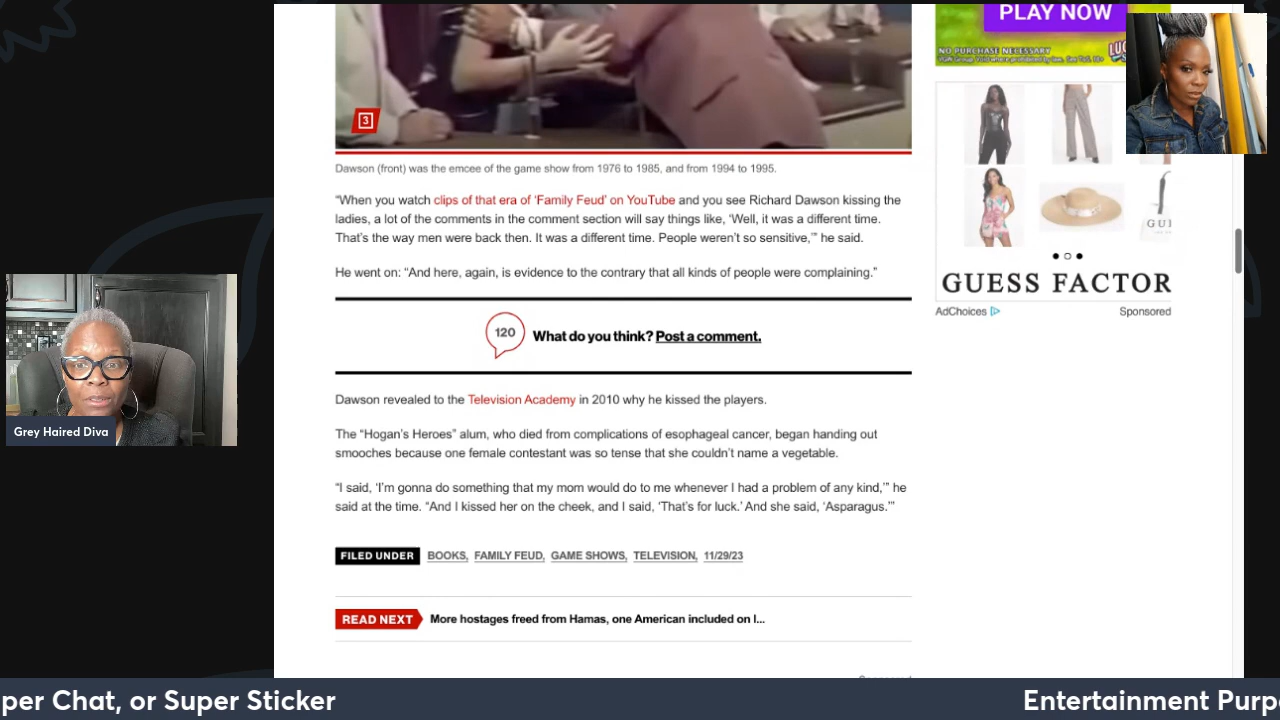 PLAY NOW
NO PURCHASE NECESSARY
3
Dawson (front) was the emcee of the game show from 1976 to 1985, and from 1994 to 1995.
“When you watch clips of that era of ‘Family Feud’ on YouTube and you see Richard Dawson kissing the
ladies, a lot of the comments in the comment section will say things like, ‘Well, it was a different time.
That’s the way men were back then. It was a different time. People weren’t so sensitive,’” he said.
He went on: “And here, again, is evidence to the contrary that all kinds of people were complaining.”
GUESS FACTOR
AdChoices
Sponsored
120
What do you think? Post a comment.
Dawson revealed to the Television Academy in 2010 why he kissed the players.
The “Hogan’s Heroes” alum, who died from complications of esophageal cancer, began handing out
smooches because one female contestant was so tense that she couldn’t name a vegetable.
“I said, ‘I’m gonna do something that my mom would do to me whenever I had a problem of any kind,’” he
said at the time. “And I kissed her on the cheek, and I said, ‘That’s for luck.’ And she said, ‘Asparagus.’”
Grey Haired Diva
FILED UNDER BOOKS, FAMILY FEUD, GAME SHOWS, TELEVISION, 11/29/23
READ NEXT More hostages freed from Hamas, one American included on I...
per Chat, or Super Sticker
Entertainment Purp